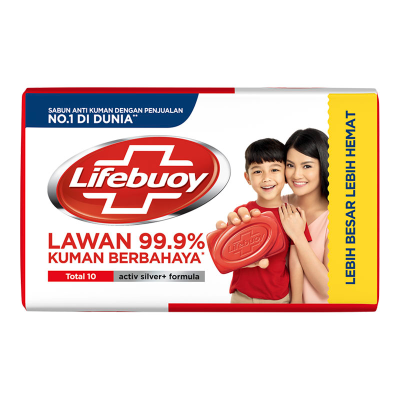 SABUN ANTI KUMAN DENGAN PENJUALAN
NO.1 DI DUNIA**
Lifebuoy
LAWAN 99.9%
KUMAN BERBAHAYA*
Total 10
activ silver+ formula
Lifebuoy
LEBIH BESAR LEBIH HEMAT